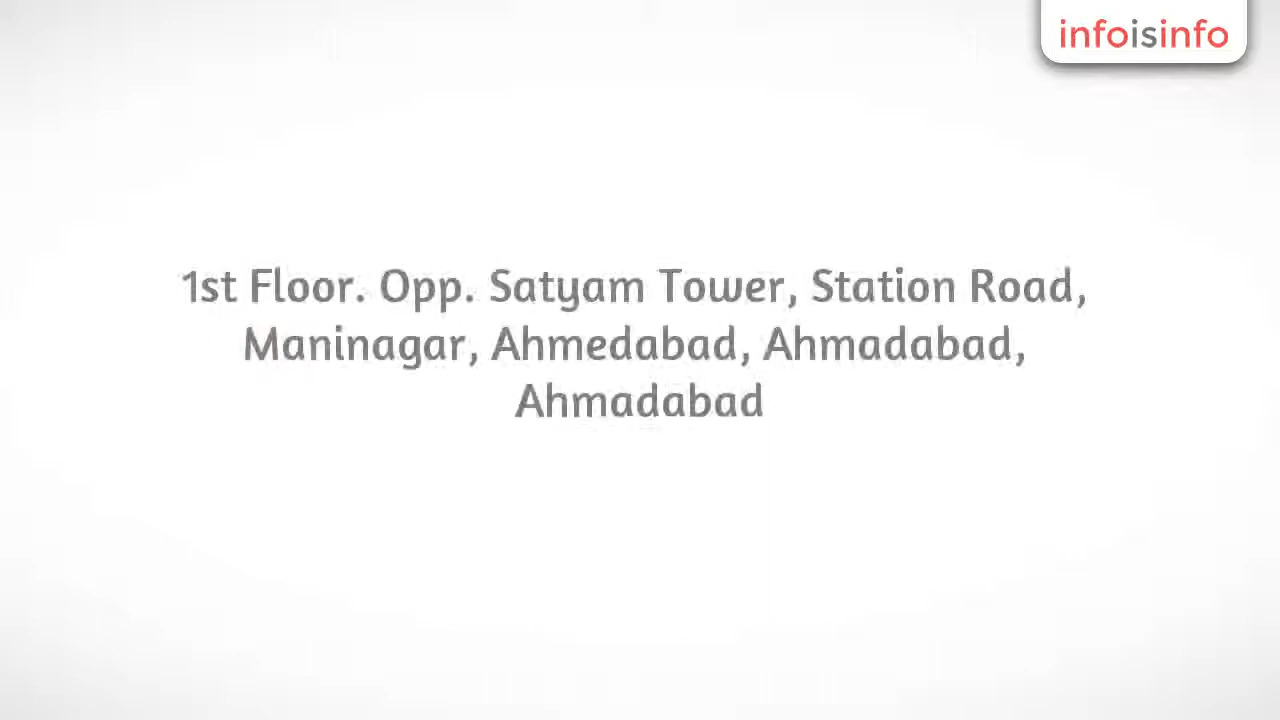 infoisinfo
1st Floor. Opp. Satyam Tower, Station Road,
Maninagar, Ahmedabad, Ahmadabad,
Ahmadabad